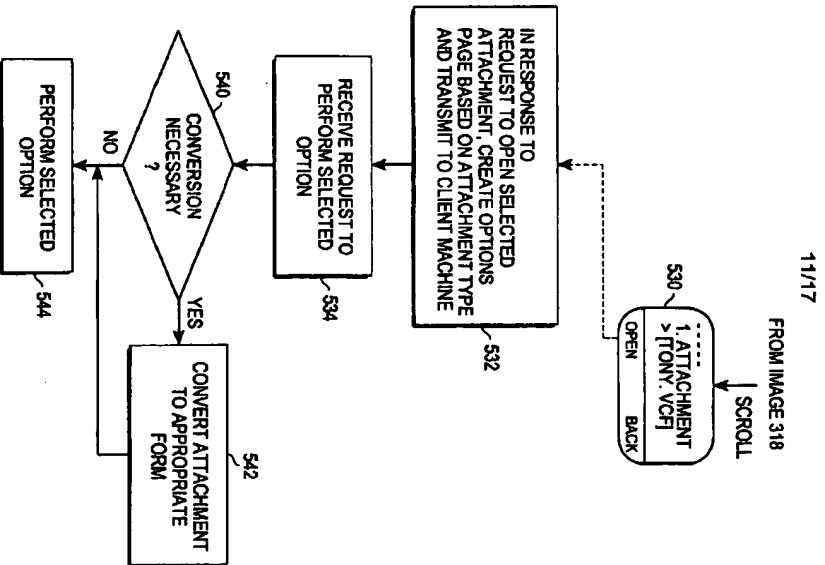 11/17
FROM IMAGE 318
SCROLL
530
- - - - -
1. ATTACHMENT
> [TONY. VCF]
OPEN BACK
IN RESPONSE TO
REQUEST TO OPEN SELECTED
ATTACHMENT, CREATE OPTIONS
PAGE BASED ON ATTACHMENT TYPE
AND TRANSMIT TO CLIENT MACHINE
532
RECEIVE REQUEST TO
PERFORM SELECTED
OPTION
534
540
CONVERSION
NECESSARY
?
YES
NO
CONVERT ATTACHMENT
TO APPROPRIATE
FORM
542
PERFORM SELECTED
OPTION
544